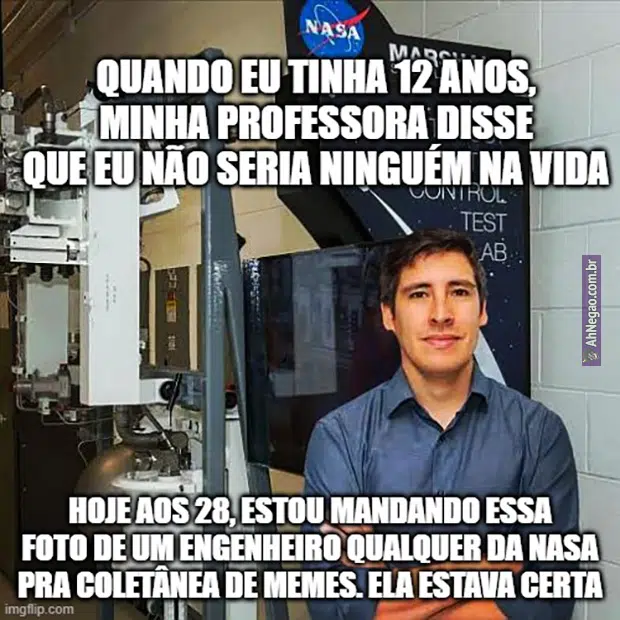 NASA
MARSH
QUANDO EU TINHA 12 ANOS,
MINHA PROFESSORA DISSE
QUE EU NÃO SERIA NINGUÉM NA VIDA
CONTROL
TEST
LAB
AhNegao.com.br
HOJE AOS 28, ESTOU MANDANDO ESSA
FOTO DE UM ENGENHEIRO QUALQUER DA NASA
PRA COLETÂNEA DE MEMES. ELA ESTAVA CERTA
imgflip.com